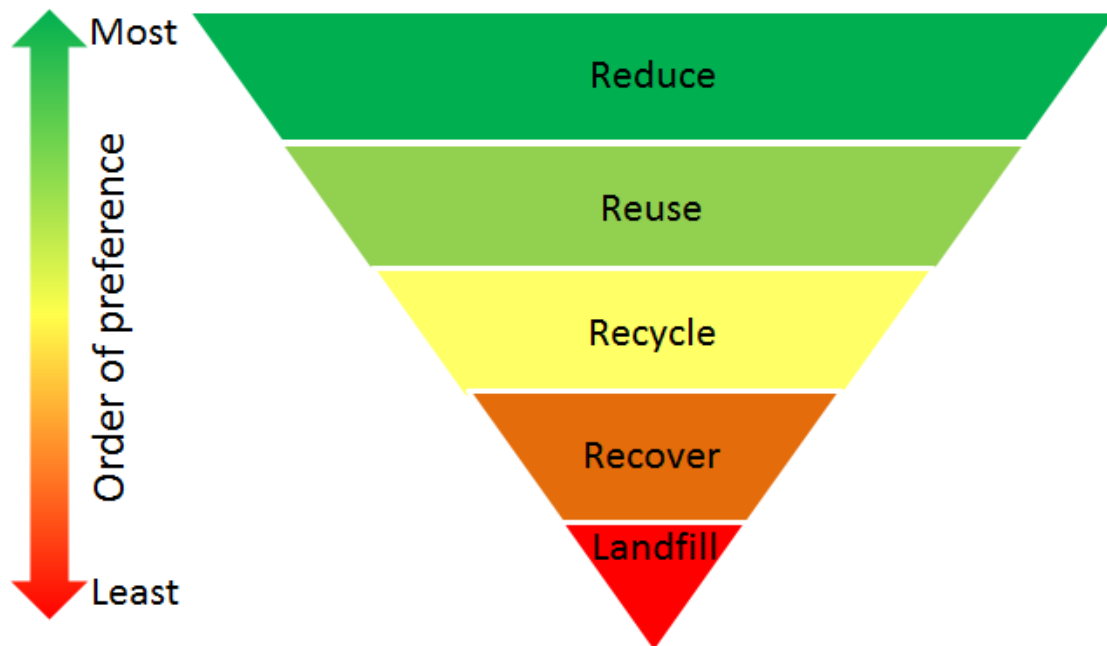 Most
Order of preference
Least
Reduce
Reuse
Recycle
Recover
Landfill